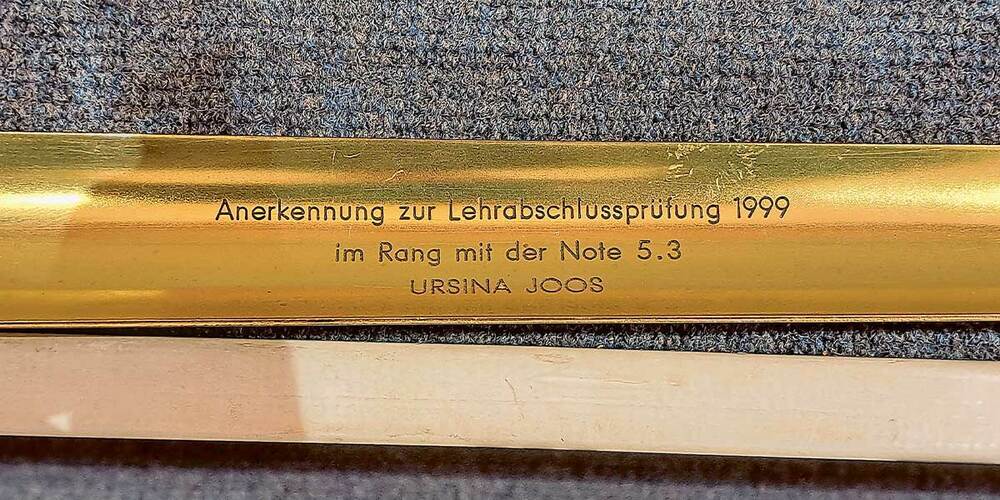 Anerkennung zur Lehrabschlussprüfung 1999
im Rang mit der Note 5.3
URSINA JOOS